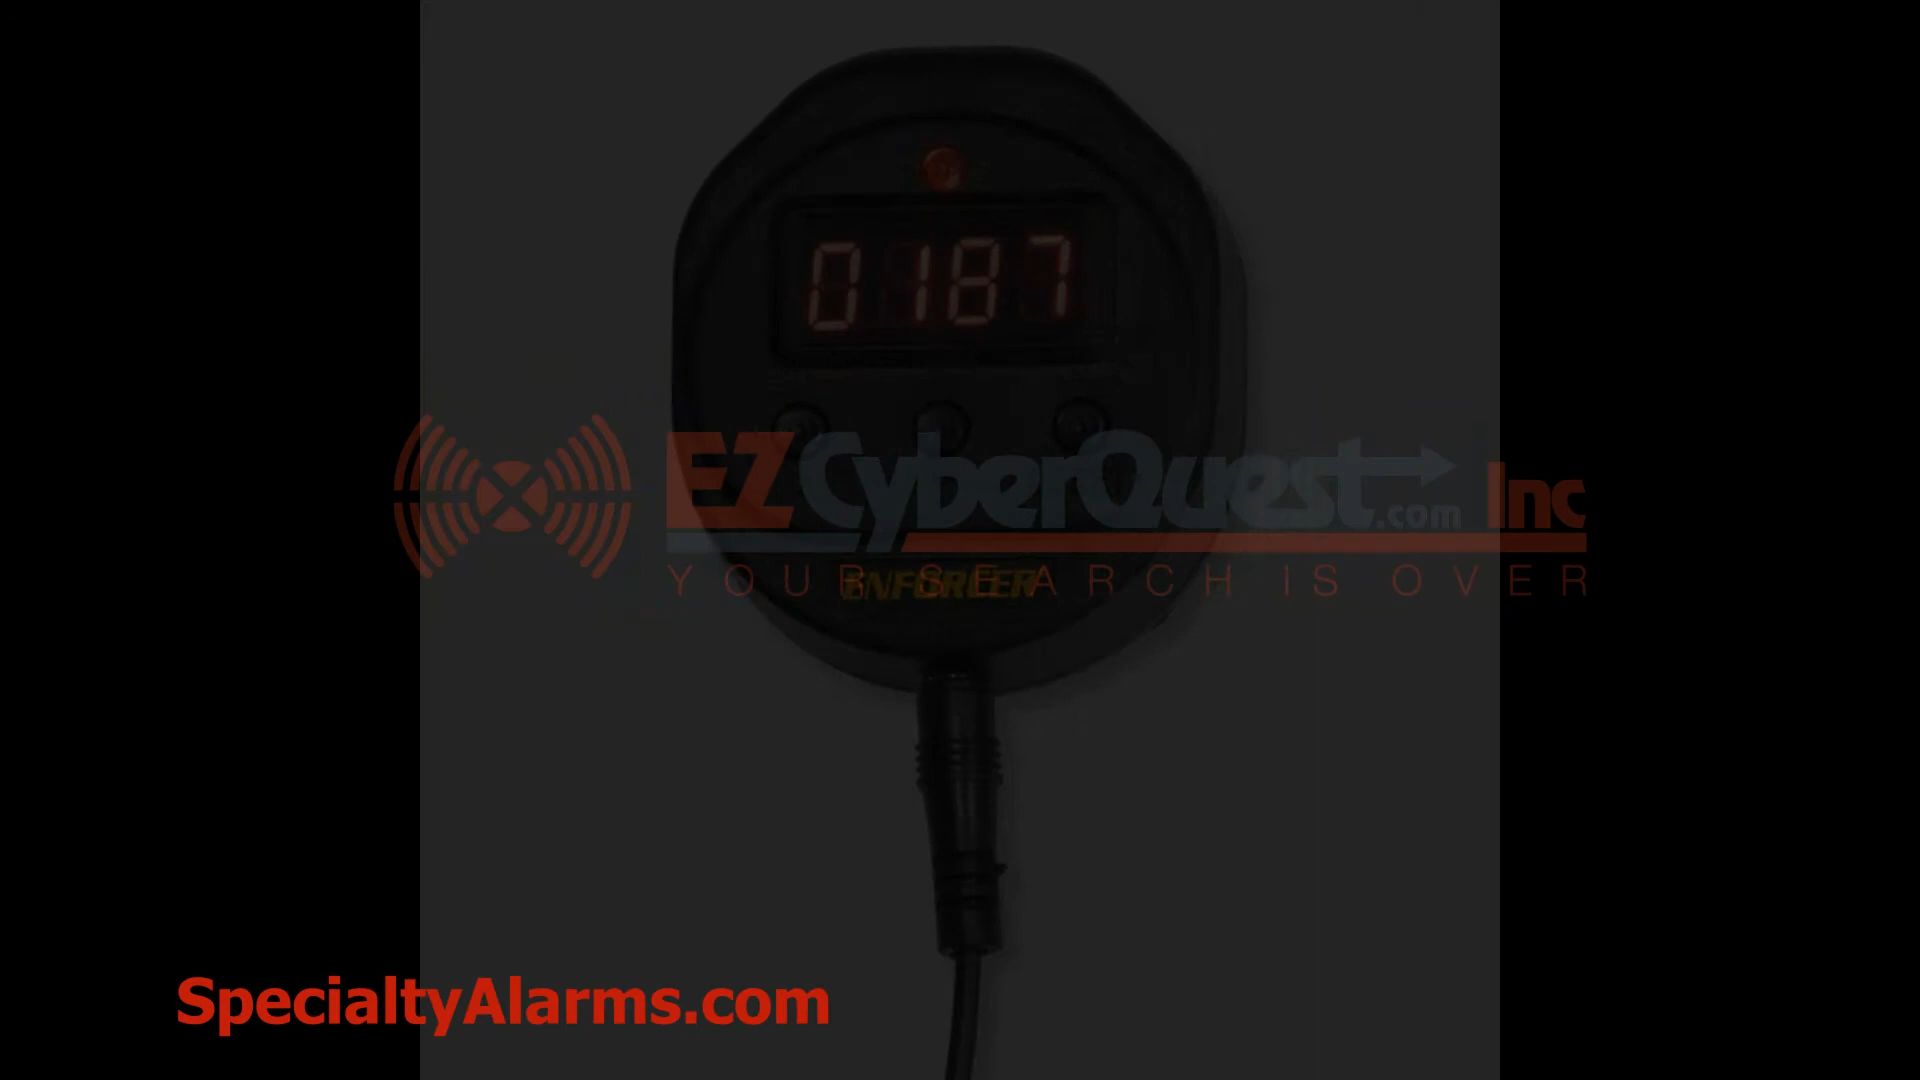 0187
EZCyberQuest.com Inc
YOUR SEARCH IS OVER
ENFORCER
SpecialtyAlarms.com